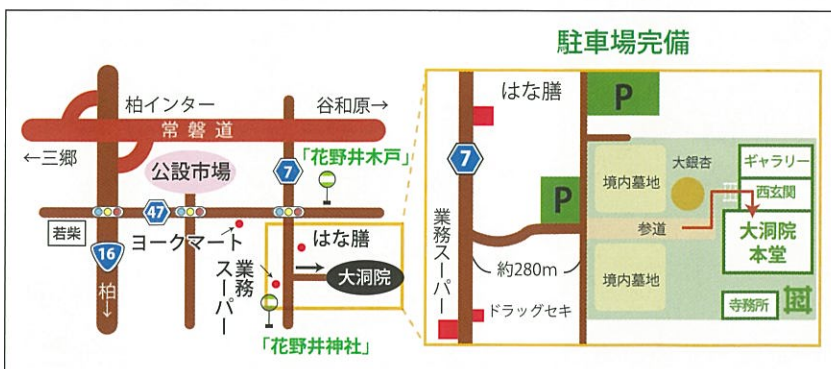 駐車場完備
柏インター
谷和原→
常磐道
←三郷
公設市場
7
「花野井木戸」
47
若柴
ヨークマート
はな膳
16
柏→
業務スーパー
大洞院
「花野井神社」
はな膳
P
7
P
業務スーパー
約280m
ドラッグセキ
境内墓地
大銀杏
ギャラリー
西玄関
参道
大洞院
本堂
境内墓地
寺務所